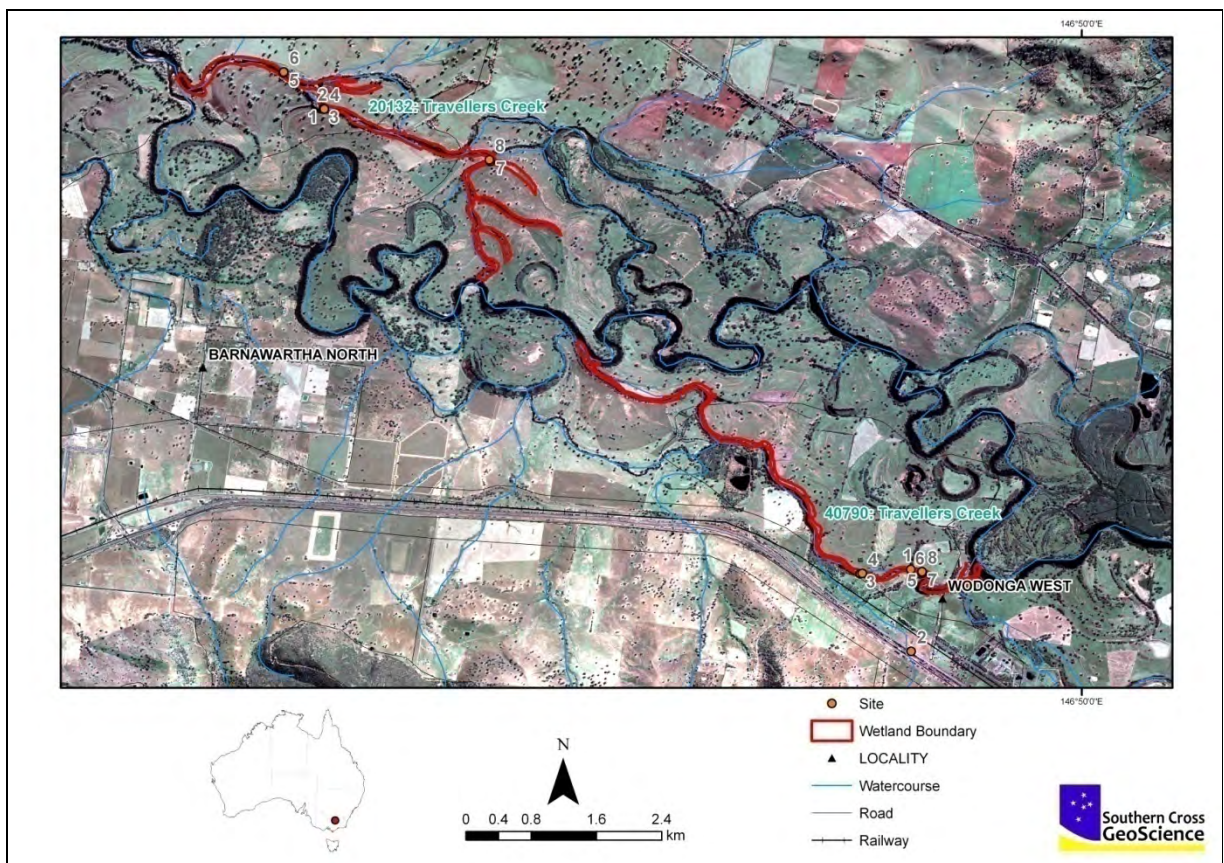 146°50'0"E
6
5
2 4
20132: Travellers Creek
1 3
8
7
BARNAWARTHA NORTH
40790: Travellers Creek
4
3
1 6 8
5 7
WODONGA WEST
2
146°50'0"E
Site
Wetland Boundary
LOCALITY
Watercourse
Road
Railway
N
0 0.4 0.8 1.6 2.4
km
Southern Cross
GeoScience